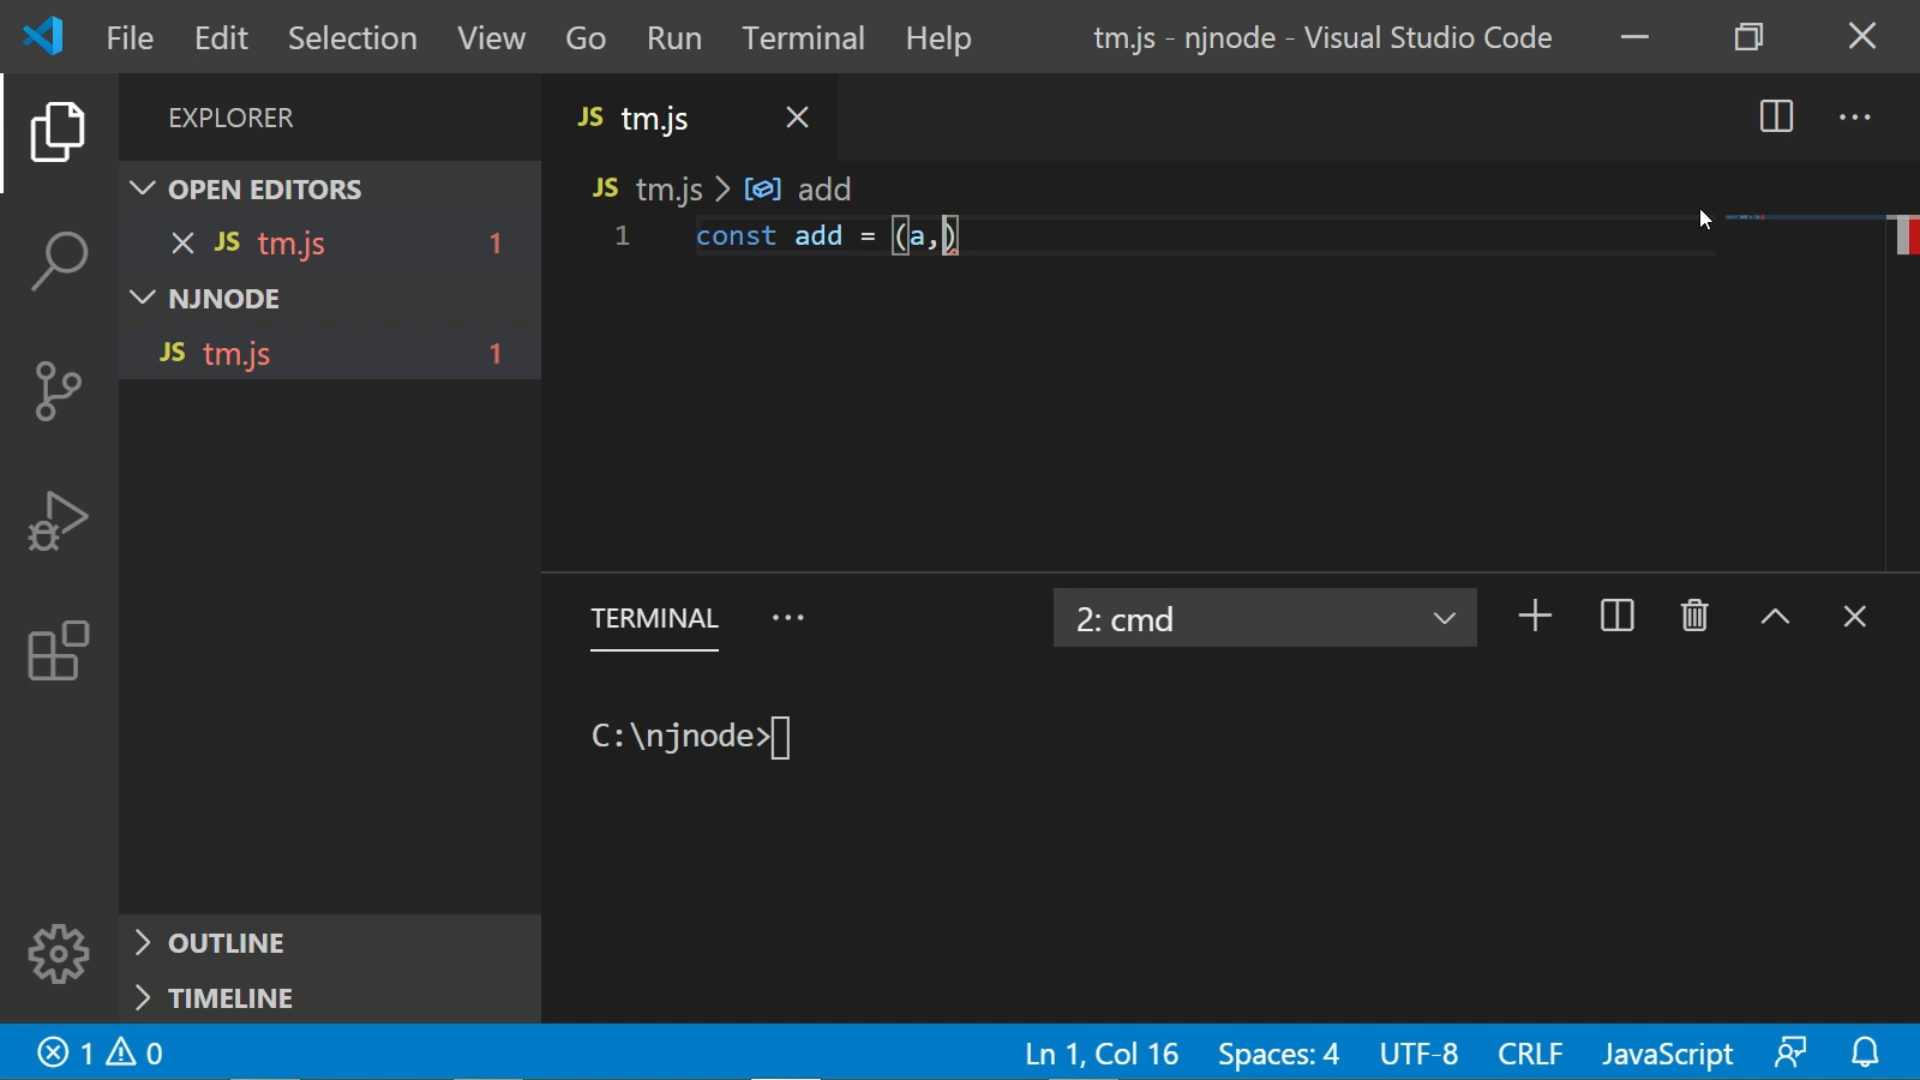 File Edit Selection View Go Run Terminal Help tm.js - njnode - Visual Studio Code
EXPLORER
OPEN EDITORS
JS tm.js 1
NJNODE
JS tm.js 1
OUTLINE
TIMELINE
JS tm.js
JS tm.js > add
1 const add = (a,)
TERMINAL 2: cmd
C:\njnode>
1 0 Ln 1, Col 16 Spaces: 4 UTF-8 CRLF JavaScript